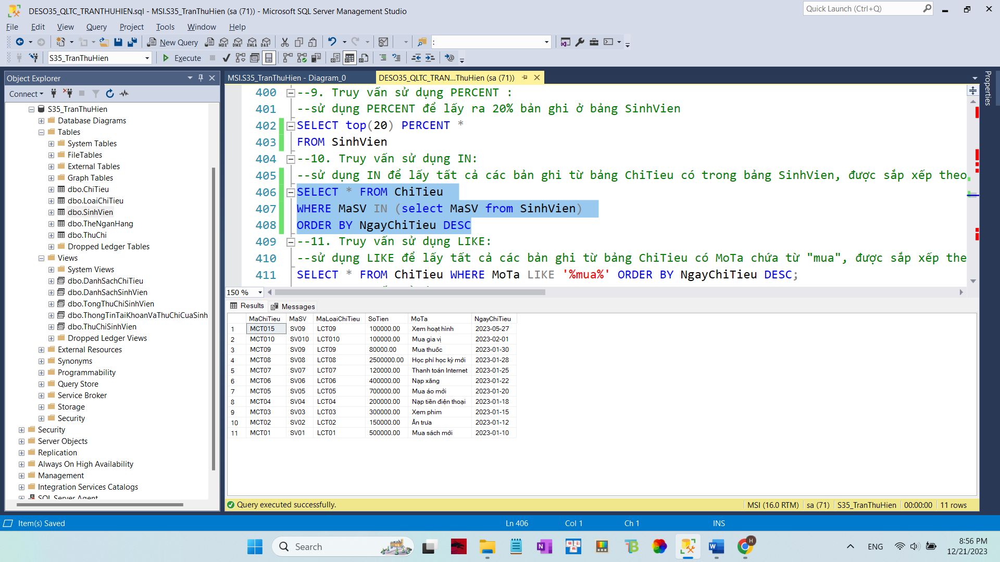 DESO35_QLTC_TRANTHUHIEN.sql - MSI.S35_TranThuHien (sa (71)) - Microsoft SQL Server Management Studio
Quick Launch (Ctrl+Q)
File Edit View Query Project Tools Window Help
New Query
MDX DMX XMLA DAX
:
S35_TranThuHien
Execute
Object Explorer
Connect
S35_TranThuHien
Database Diagrams
Tables
System Tables
FileTables
External Tables
Graph Tables
dbo.ChiTieu
dbo.LoaiChiTieu
dbo.SinhVien
dbo.TheNganHang
dbo.ThuChi
Dropped Ledger Tables
Views
System Views
dbo.DanhSachChiTieu
dbo.DanhSachSinhVien
dbo.TongThuChiSinhVien
dbo.ThongTinTaiKhoanVaThuChiCuaSinh
dbo.ThuChiSinhVien
Dropped Ledger Views
External Resources
Synonyms
Programmability
Query Store
Service Broker
Storage
Security
Security
Server Objects
Replication
Always On High Availability
Management
Integration Services Catalogs
SQL Server Agent
MSI.S35_TranThuHien - Diagram_0
DESO35_QLTC_TRAN...ThuHien (sa (71))
Properties
400 --9. Truy vấn sử dụng PERCENT :
401 --sử dụng PERCENT để lấy ra 20% bản ghi ở bảng SinhVien
402 SELECT top(20) PERCENT *
403 FROM SinhVien
404 --10. Truy vấn sử dụng IN:
405 --sử dụng IN để lấy tất cả các bản ghi từ bảng ChiTieu có trong bảng SinhVien, được sắp xếp theo
406 SELECT * FROM ChiTieu
407 WHERE MaSV IN (select MaSV from SinhVien)
408 ORDER BY NgayChiTieu DESC
409 --11. Truy vấn sử dụng LIKE:
410 --sử dụng LIKE để lấy tất cả các bản ghi từ bảng ChiTieu có MoTa chứa từ "mua", được sắp xếp the
411 SELECT * FROM ChiTieu WHERE MoTa LIKE '%mua%' ORDER BY NgayChiTieu DESC;
150 %
Results Messages
MaChiTieu MaSV MaLoaiChiTieu SoTien MoTa NgayChiTieu
1 MCT015 SV09 LCT09 100000.00 Xem hoạt hình 2023-05-27
2 MCT010 SV010 LCT010 100000.00 Mua gia vị 2023-02-01
3 MCT09 SV09 LCT09 80000.00 Mua thuốc 2023-01-30
4 MCT08 SV08 LCT08 2500000.00 Học phí học kỳ mới 2023-01-28
5 MCT07 SV07 LCT07 120000.00 Thanh toán Internet 2023-01-25
6 MCT06 SV06 LCT06 400000.00 Nạp xăng 2023-01-22
7 MCT05 SV05 LCT05 700000.00 Mua áo mới 2023-01-20
8 MCT04 SV04 LCT04 200000.00 Nạp tiền điện thoại 2023-01-18
9 MCT03 SV03 LCT03 300000.00 Xem phim 2023-01-15
10 MCT02 SV02 LCT02 150000.00 Ăn trưa 2023-01-12
11 MCT01 SV01 LCT01 500000.00 Mua sách mới 2023-01-10
Query executed successfully.
MSI (16.0 RTM) sa (71) S35_TranThuHien 00:00:00 11 rows
Item(s) Saved
Ln 406 Col 1 Ch 1 INS
Search
H
ENG
8:56 PM
12/21/2023